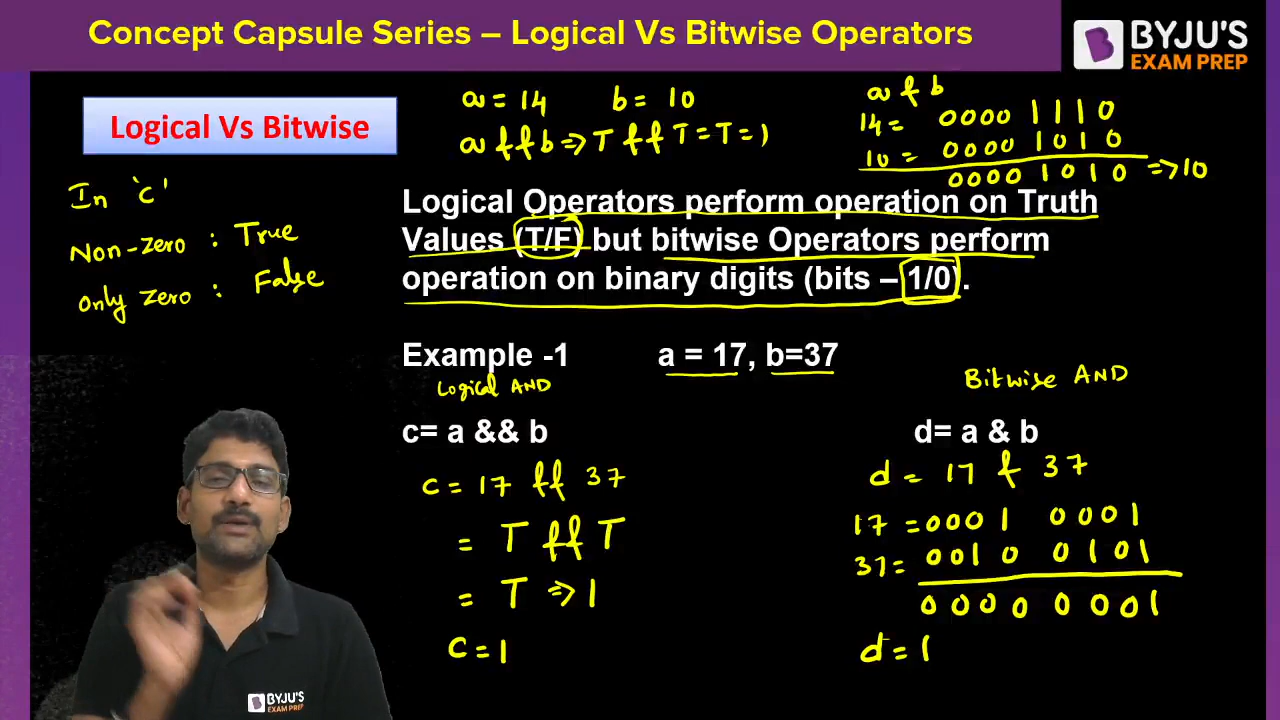 Concept Capsule Series – Logical Vs Bitwise Operators
BYJU'S
EXAM PREP
Logical Vs Bitwise
a = 14 b = 10
a && b => T && T = T = 1
a & b
14 = 0000 1110
10 = 0000 1010
0000 1010 => 10
In 'C'
Non-zero : True
only zero : False
Logical Operators perform operation on Truth
Values (T/F) but bitwise Operators perform
operation on binary digits (bits – 1/0).
Example -1 a = 17, b=37
Logical AND
c= a && b
c = 17 && 37
= T && T
= T => 1
c = 1
Bitwise AND
d= a & b
d = 17 & 37
17 = 0001 0001
37 = 0010 0101
0000 0001
d = 1
BYJU'S
EXAM PREP